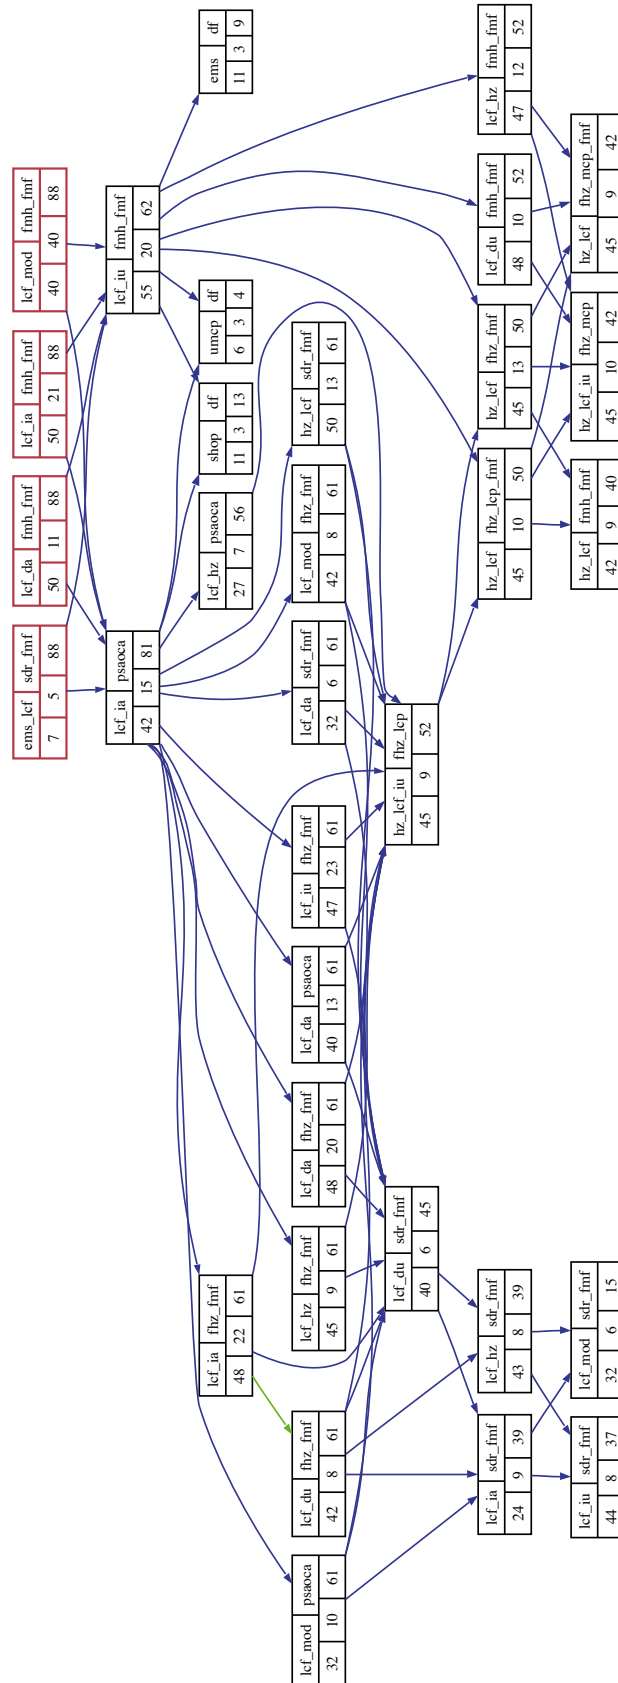 ems_lcf sdr_fmf
7 5 88
lcf_da fmh_fmf
50 11 88
lcf_ia fmh_fmf
50 21 88
lcf_mod fmh_fmf
40 40 88
lcf_ia psaoca
42 15 81
lcf_iu fmh_fmf
55 20 62
lcf_ia fhz_fmf
48 22 61
lcf_hz psaoca
27 7 56
shop df
11 3 13
umcp df
6 3 4
ems df
11 3 9
lcf_mod psaoca
32 10 61
lcf_du fhz_fmf
42 8 61
lcf_hz fhz_fmf
45 9 61
lcf_da fhz_fmf
48 20 61
lcf_da psaoca
40 13 61
lcf_iu fhz_fmf
47 23 61
lcf_da sdr_fmf
32 6 61
lcf_mod fhz_fmf
42 8 61
hz_lcf sdr_fmf
50 13 61
lcf_du sdr_fmf
40 6 45
hz_lcf_iu fhz_lcp
45 9 52
lcf_ia sdr_fmf
24 9 39
lcf_hz sdr_fmf
43 8 39
hz_lcf fhz_lcp_fmf
45 10 50
hz_lcf fhz_fmf
45 13 50
lcf_du fmh_fmf
48 10 52
lcf_hz fmh_fmf
47 12 52
lcf_iu sdr_fmf
44 8 37
lcf_mod sdr_fmf
32 6 15
hz_lcf fmh_fmf
42 9 40
hz_lcf_iu fhz_mcp
45 10 42
hz_lcf fhz_mcp_fmf
45 9 42